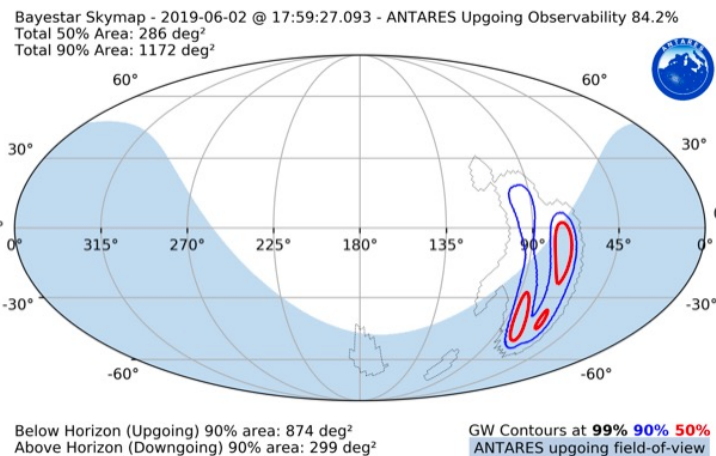 Bayestar Skymap - 2019-06-02 @ 17:59:27.093 - ANTARES Upgoing Observability 84.2%
Total 50% Area: 286 deg²
Total 90% Area: 1172 deg²
ANTARES
60° 60°
30° 30°
0° 315° 270° 225° 180° 135° 90° 45° 0°
-30° -30°
-60° -60°
Below Horizon (Upgoing) 90% area: 874 deg²
Above Horizon (Downgoing) 90% area: 299 deg²
GW Contours at 99% 90% 50%
ANTARES upgoing field-of-view